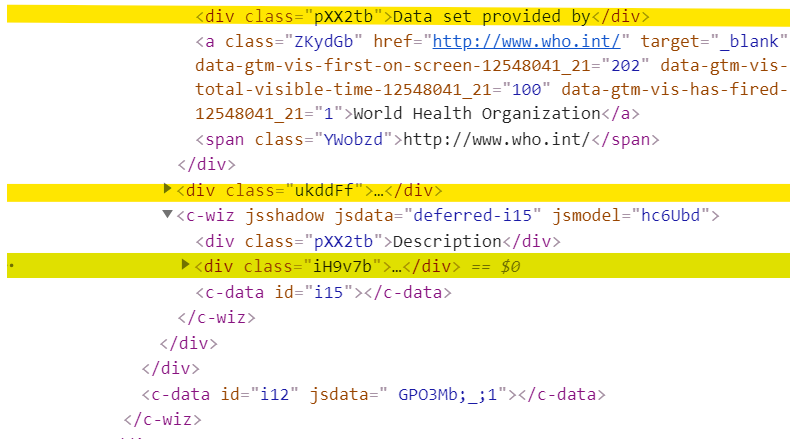 <div class="pXX2tb">Data set provided by</div>
<a class="ZKydGb" href="http://www.who.int/" target="_blank"
data-gtm-vis-first-on-screen-12548041_21="202" data-gtm-vis-
total-visible-time-12548041_21="100" data-gtm-vis-has-fired-
12548041_21="1">World Health Organization</a>
<span class="YWobzd">http://www.who.int/</span>
</div>
<div class="ukddFf">…</div>
<c-wiz jsshadow jsdata="deferred-i15" jsmodel="hc6Ubd">
<div class="pXX2tb">Description</div>
<div class="iH9v7b">…</div> == $0
<c-data id="i15"></c-data>
</c-wiz>
</div>
</div>
<c-data id="i12" jsdata=" GPO3Mb;_;1"></c-data>
</c-wiz>